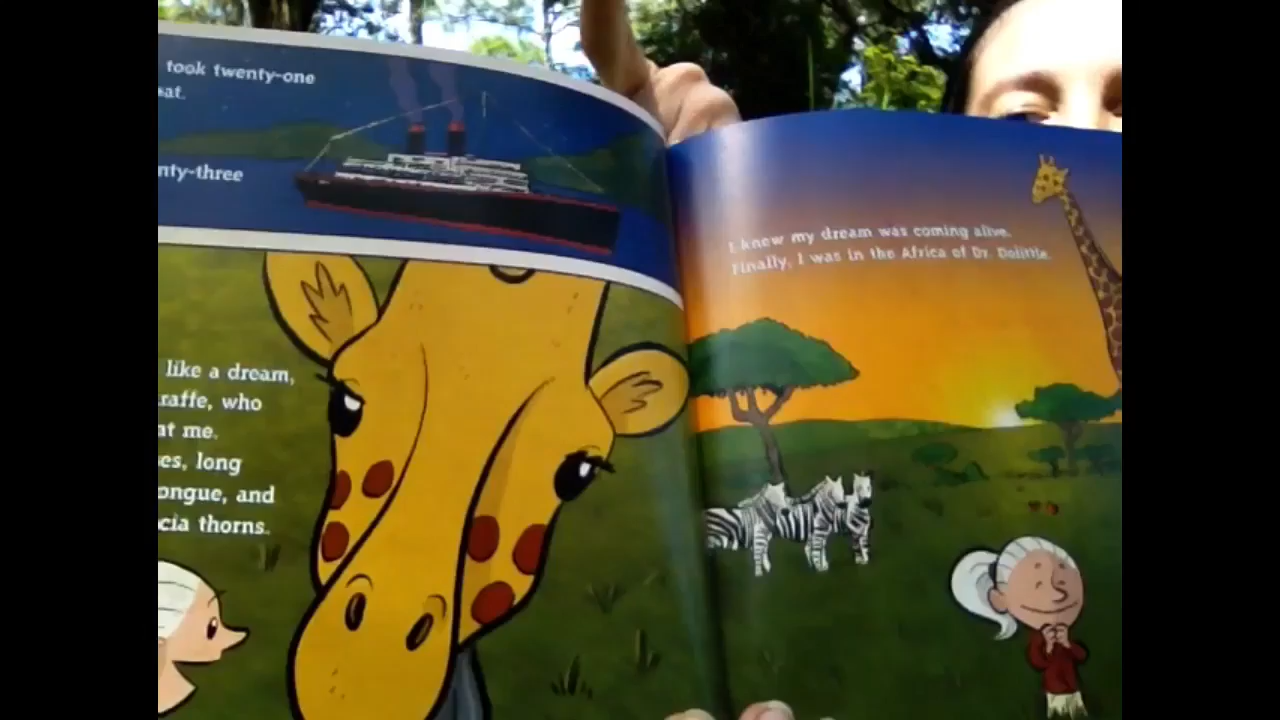 took twenty-one
at.
nty-three
like a dream,
raffe, who
at me.
es, long
ongue, and
cia thorns.
I knew my dream was coming alive.
Finally, I was in the Africa of Dr. Dolittle.